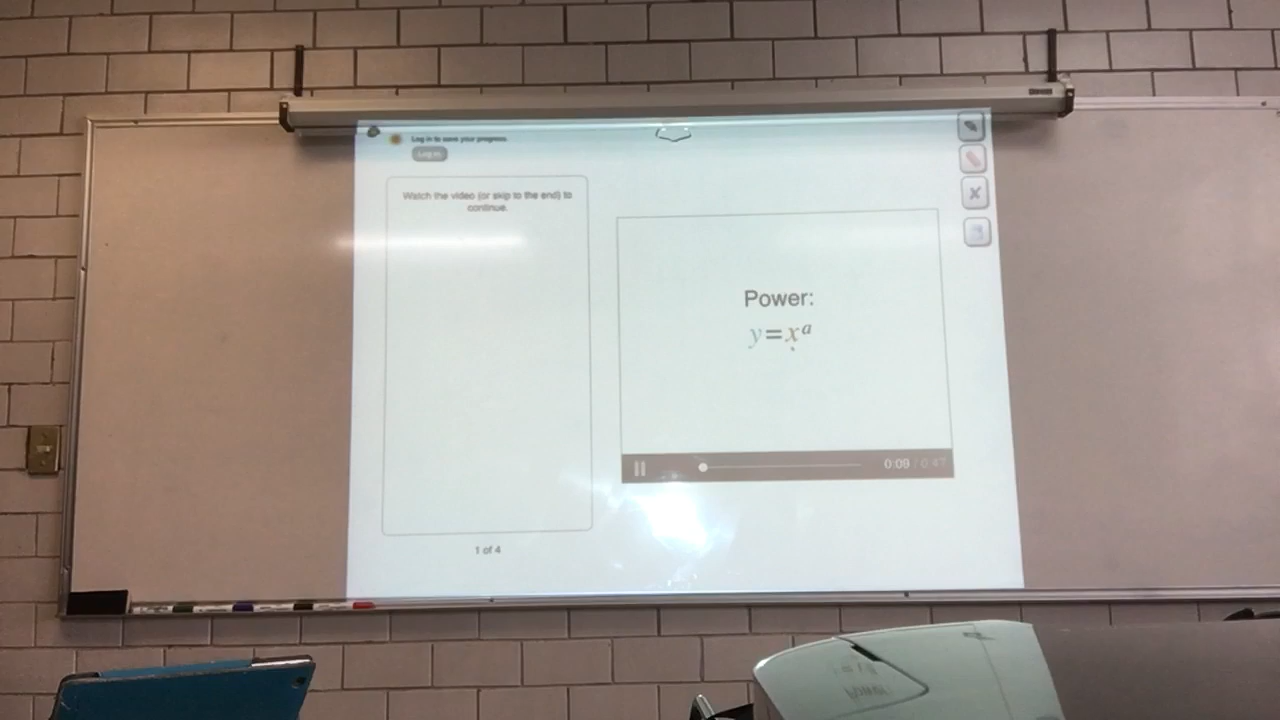 Log in to save your progress.
Log in
Watch the video (or skip to the end) to
continue.
Power:
y=xᵃ
0:09 / 0:47
1 of 4